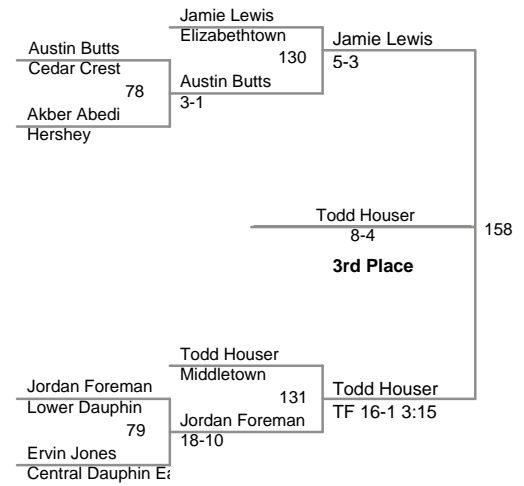 Jamie Lewis
Elizabethtown
Austin Butts
Cedar Crest
130
Jamie Lewis
5-3
78
Austin Butts
3-1
Akber Abedi
Hershey
Todd Houser
8-4
158
3rd Place
Todd Houser
Middletown
Jordan Foreman
Lower Dauphin
131
Todd Houser
TF 16-1 3:15
79
Jordan Foreman
18-10
Ervin Jones
Central Dauphin